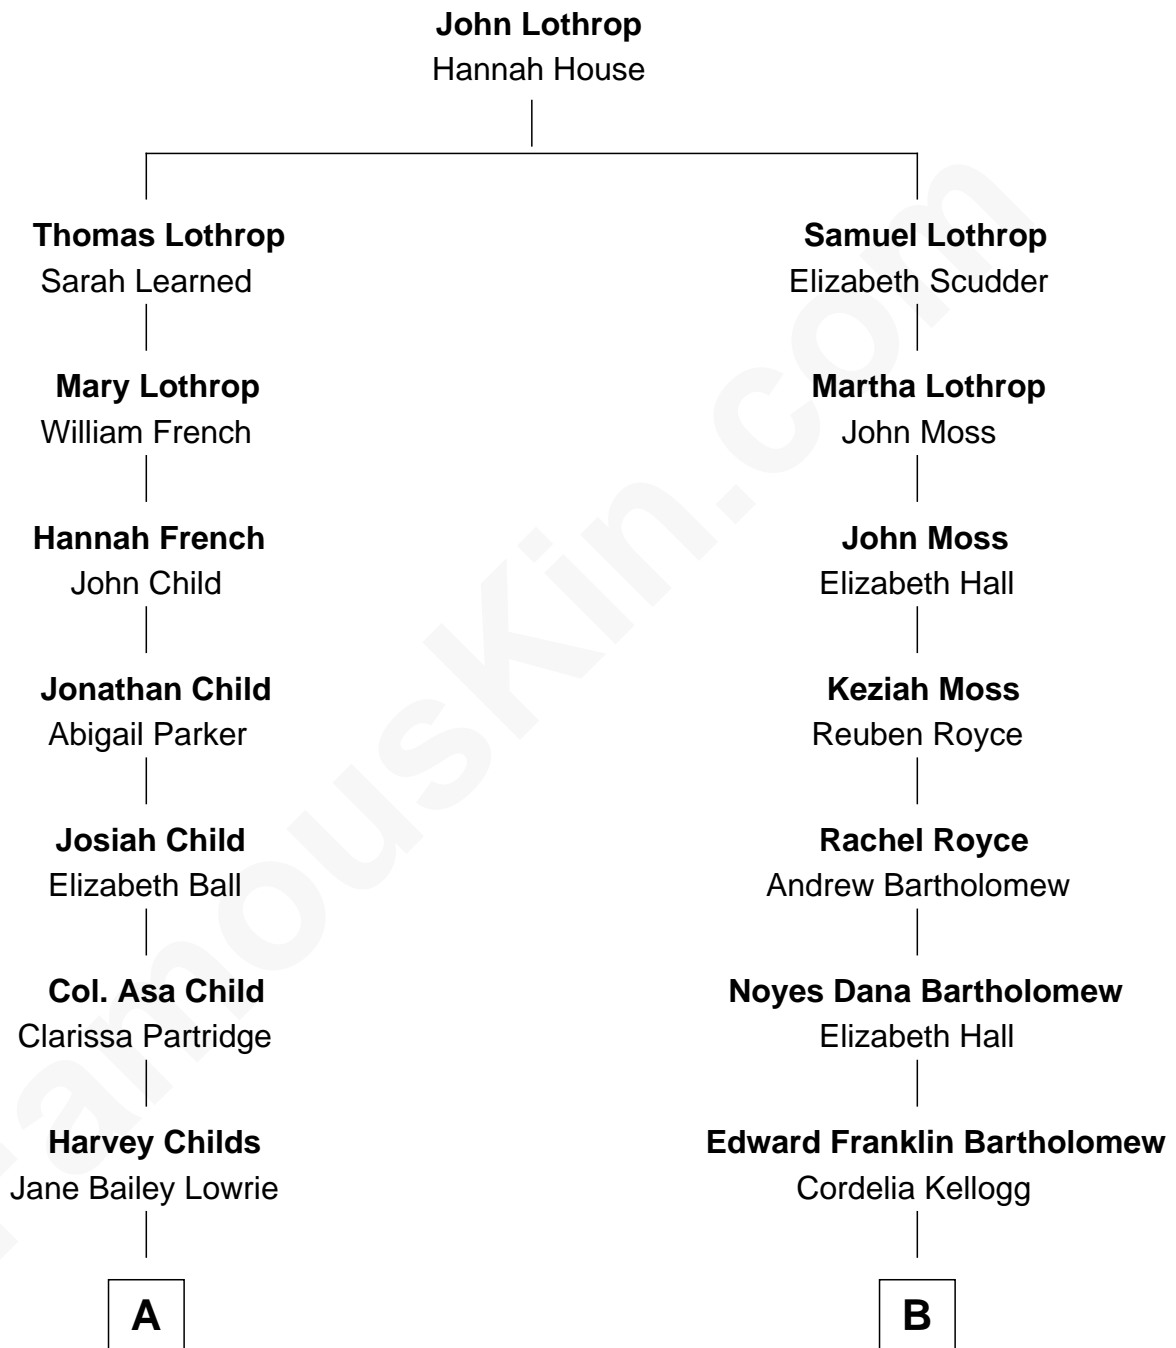 John Lothrop
Hannah House
Thomas Lothrop
Sarah Learned
Samuel Lothrop
Elizabeth Scudder
Mary Lothrop
William French
Martha Lothrop
John Moss
Hannah French
John Child
John Moss
Elizabeth Hall
Jonathan Child
Abigail Parker
Keziah Moss
Reuben Royce
Josiah Child
Elizabeth Ball
Rachel Royce
Andrew Bartholomew
Col. Asa Child
Clarissa Partridge
Noyes Dana Bartholomew
Elizabeth Hall
Harvey Childs
Jane Bailey Lowrie
Edward Franklin Bartholomew
Cordelia Kellogg
A
B
FamousKin.com